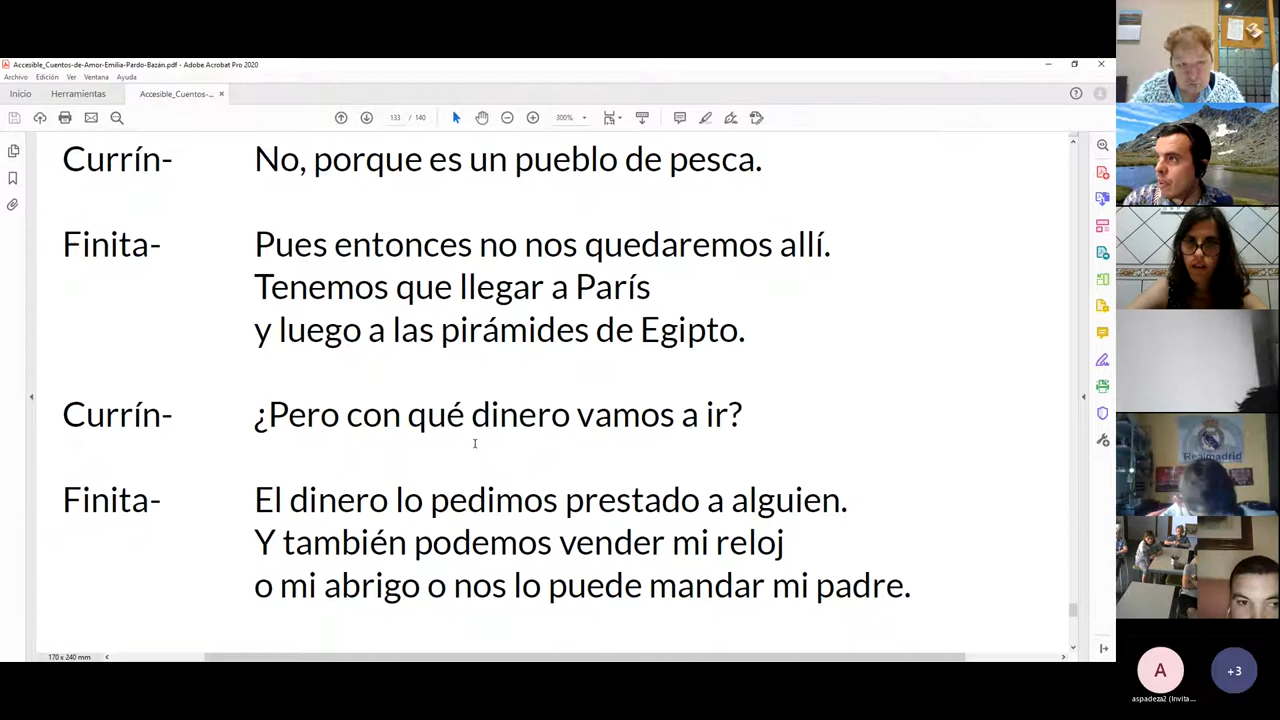 Accesible_Cuentos-de-Amor-Emilia-Pardo-Bazán.pdf - Adobe Acrobat Pro 2020
Archivo Edición Ver Ventana Ayuda
Inicio Herramientas Accesible_Cuentos-... ×
133 / 140 300%
Currín- No, porque es un pueblo de pesca.
Finita- Pues entonces no nos quedaremos allí.
Tenemos que llegar a París
y luego a las pirámides de Egipto.
Currín- ¿Pero con qué dinero vamos a ir?
Finita- El dinero lo pedimos prestado a alguien.
Y también podemos vender mi reloj
o mi abrigo o nos lo puede mandar mi padre.
170 x 240 mm
Realmadrid
A
+3
aspadeza2 (Invita...